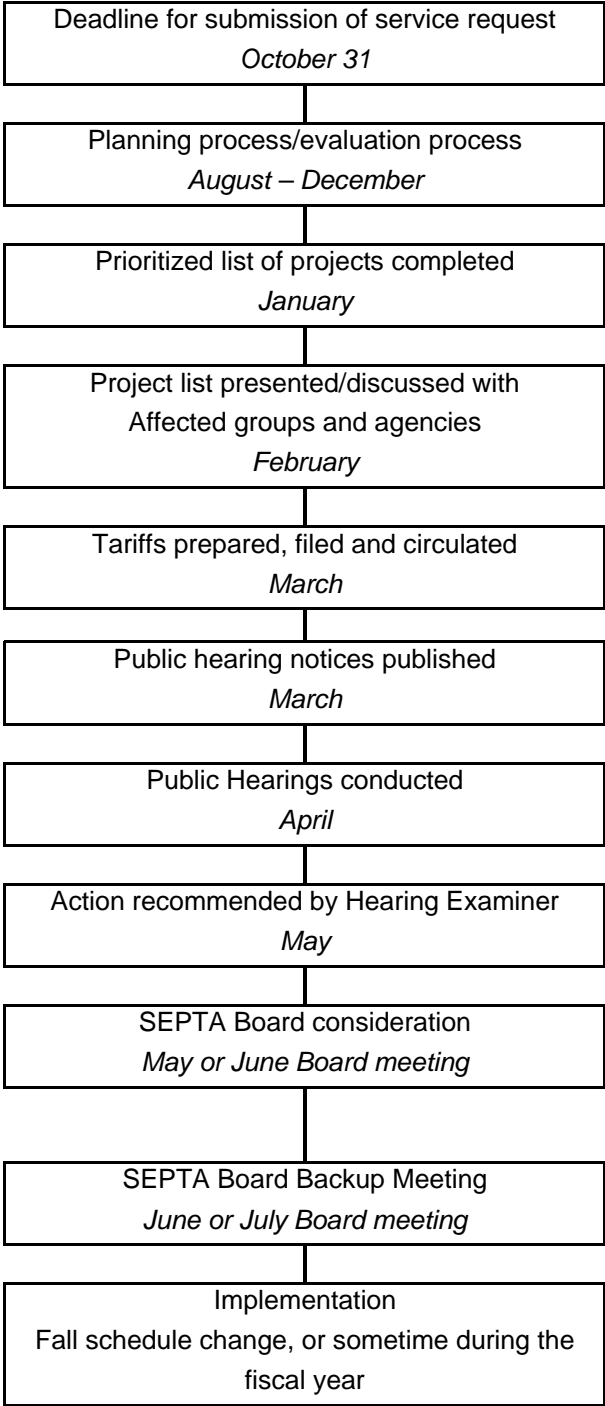 Deadline for submission of service request
October 31
Planning process/evaluation process
August – December
Prioritized list of projects completed
January
Project list presented/discussed with
Affected groups and agencies
February
Tariffs prepared, filed and circulated
March
Public hearing notices published
March
Public Hearings conducted
April
Action recommended by Hearing Examiner
May
SEPTA Board consideration
May or June Board meeting
SEPTA Board Backup Meeting
June or July Board meeting
Implementation
Fall schedule change, or sometime during the
fiscal year